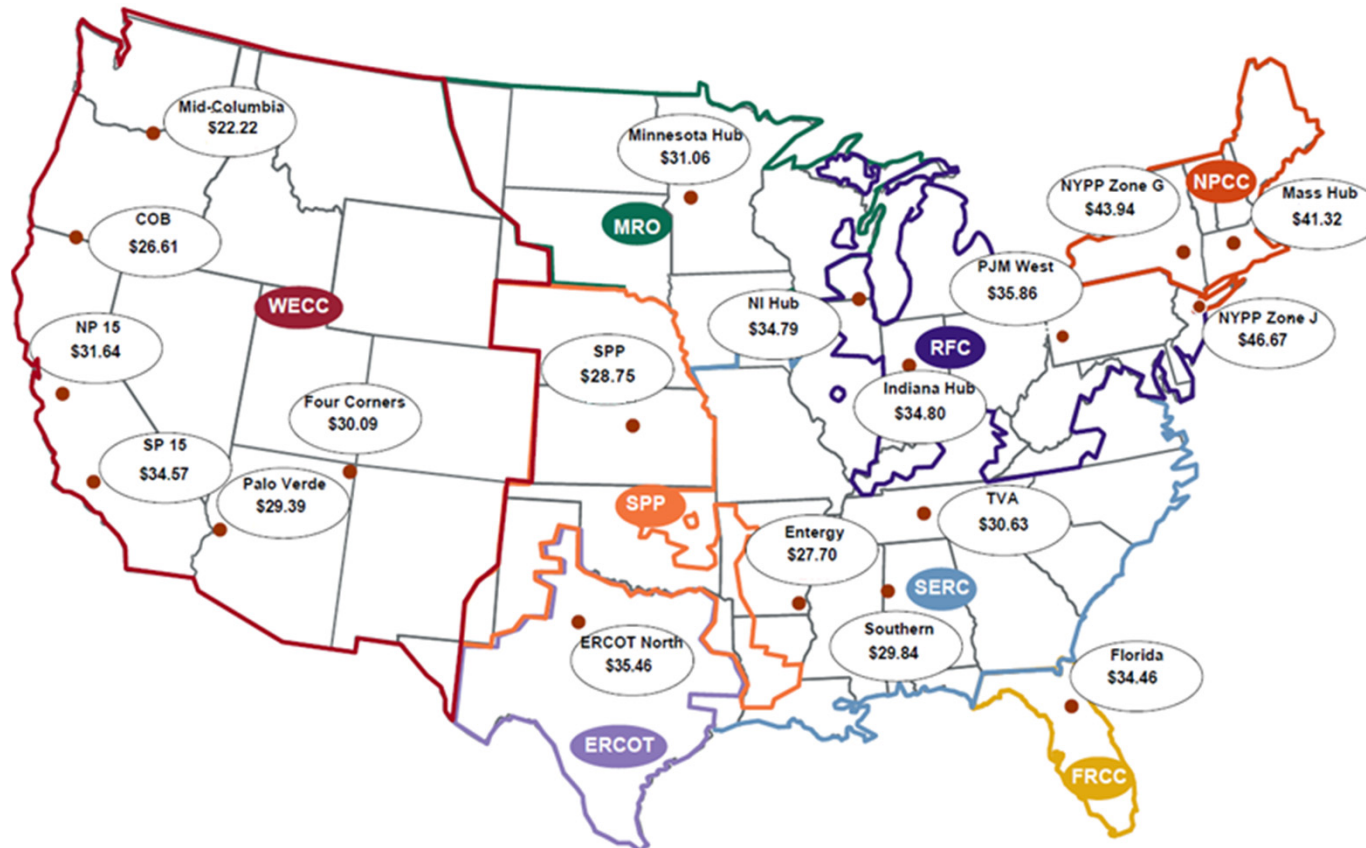 Mid-Columbia
$22.22
Minnesota Hub
$31.06
NYPP Zone G
$43.94
NPCC
Mass Hub
$41.32
COB
$26.61
MRO
PJM West
$35.86
WECC
NI Hub
$34.79
NYPP Zone J
$46.67
NP 15
$31.64
SPP
$28.75
RFC
Indiana Hub
$34.80
Four Corners
$30.09
SP 15
$34.57
Palo Verde
$29.39
SPP
TVA
$30.63
Entergy
$27.70
SERC
Southern
$29.84
ERCOT North
$35.46
Florida
$34.46
ERCOT
FRCC